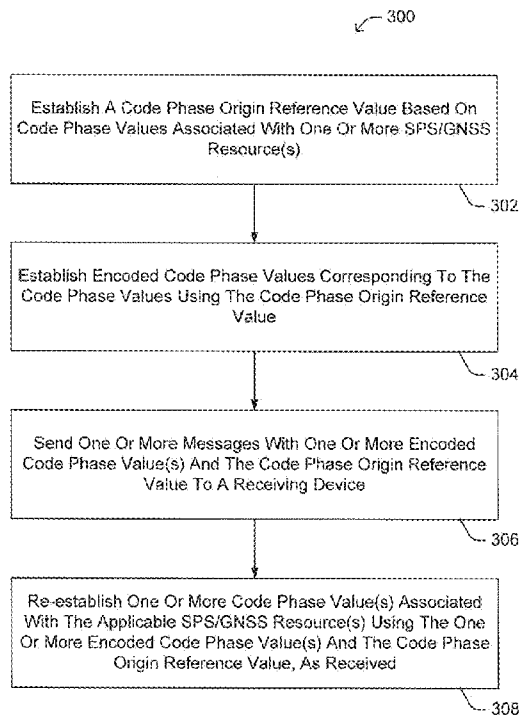 300
Establish A Code Phase Origin Reference Value Based On
Code Phase Values Associated With One Or More SPS/GNSS
Resource(s)
302
Establish Encoded Code Phase Values Corresponding To The
Code Phase Values Using The Code Phase Origin Reference
Value
304
Send One Or More Messages With One Or More Encoded
Code Phase Value(s) And The Code Phase Origin Reference
Value To A Receiving Device
306
Re-establish One Or More Code Phase Value(s) Associated
With The Applicable SPS/GNSS Resource(s) Using The One
Or More Encoded Code Phase Value(s) And The Code Phase
Origin Reference Value, As Received
308